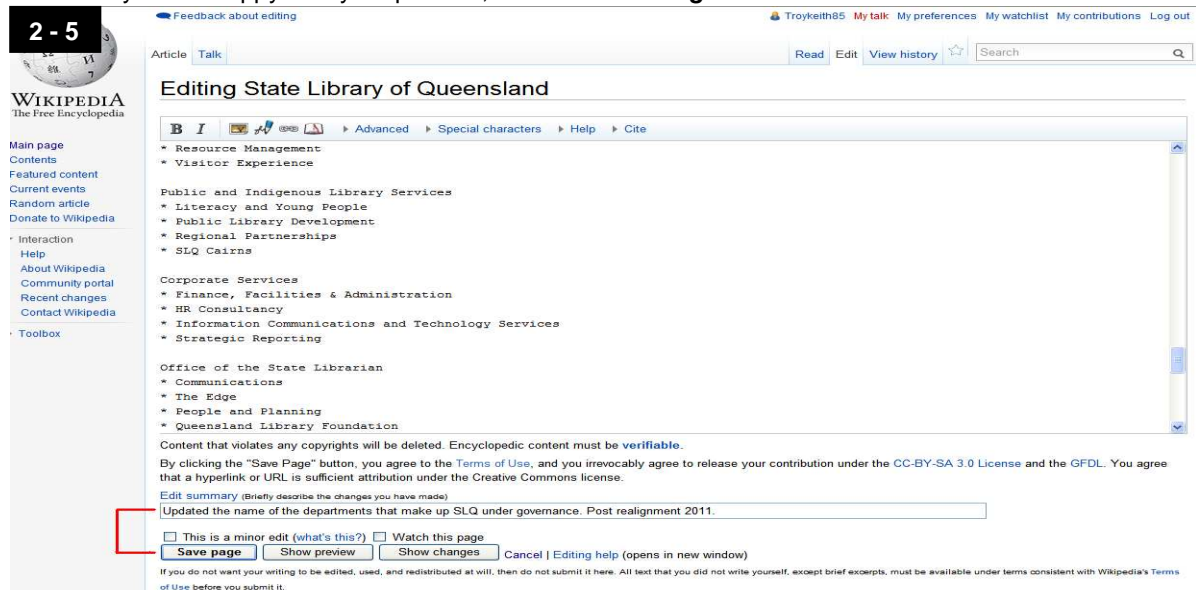 2 - 5
Feedback about editing
Troykeith85 My talk My preferences My watchlist My contributions Log out
Article Talk
Read Edit View history Search
WIKIPEDIA
The Free Encyclopedia
Main page
Contents
Featured content
Current events
Random article
Donate to Wikipedia
Interaction
Help
About Wikipedia
Community portal
Recent changes
Contact Wikipedia
Toolbox
Editing State Library of Queensland
B I Advanced Special characters Help Cite
* Resource Management
* Visitor Experience
Public and Indigenous Library Services
* Literacy and Young People
* Public Library Development
* Regional Partnerships
* SLQ Cairns
Corporate Services
* Finance, Facilities & Administration
* HR Consultancy
* Information Communications and Technology Services
* Strategic Reporting
Office of the State Librarian
* Communications
* The Edge
* People and Planning
* Queensland Library Foundation
Content that violates any copyrights will be deleted. Encyclopedic content must be verifiable.
By clicking the "Save Page" button, you agree to the Terms of Use, and you irrevocably agree to release your contribution under the CC-BY-SA 3.0 License and the GFDL. You agree
that a hyperlink or URL is sufficient attribution under the Creative Commons license.
Edit summary (Briefly describe the changes you have made)
Updated the name of the departments that make up SLQ under governance. Post realignment 2011.
This is a minor edit (what's this?) Watch this page
Save page Show preview Show changes Cancel | Editing help (opens in new window)
If you do not want your writing to be edited, used, and redistributed at will, then do not submit it here. All text that you did not write yourself, except brief excerpts, must be available under terms consistent with Wikipedia's Terms
of Use before you submit it.